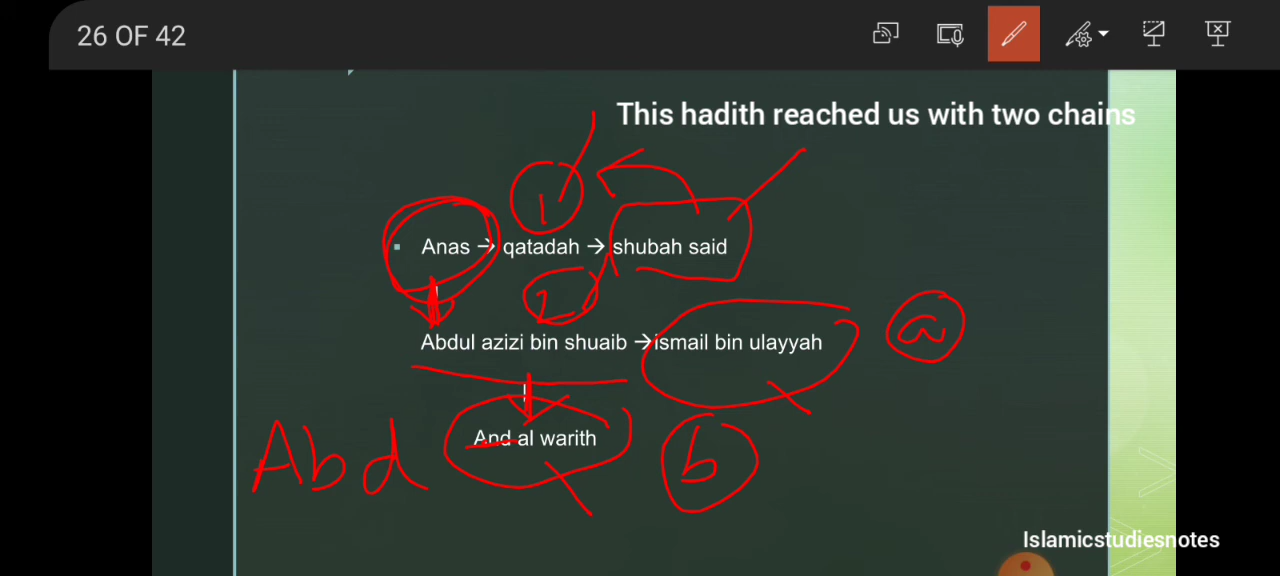 26 OF 42
This hadith reached us with two chains
1
Anas → qatadah → shubah said
2
Abdul azizi bin shuaib → ismail bin ulayyah
a
Abd And al warith
b
Islamicstudiesnotes